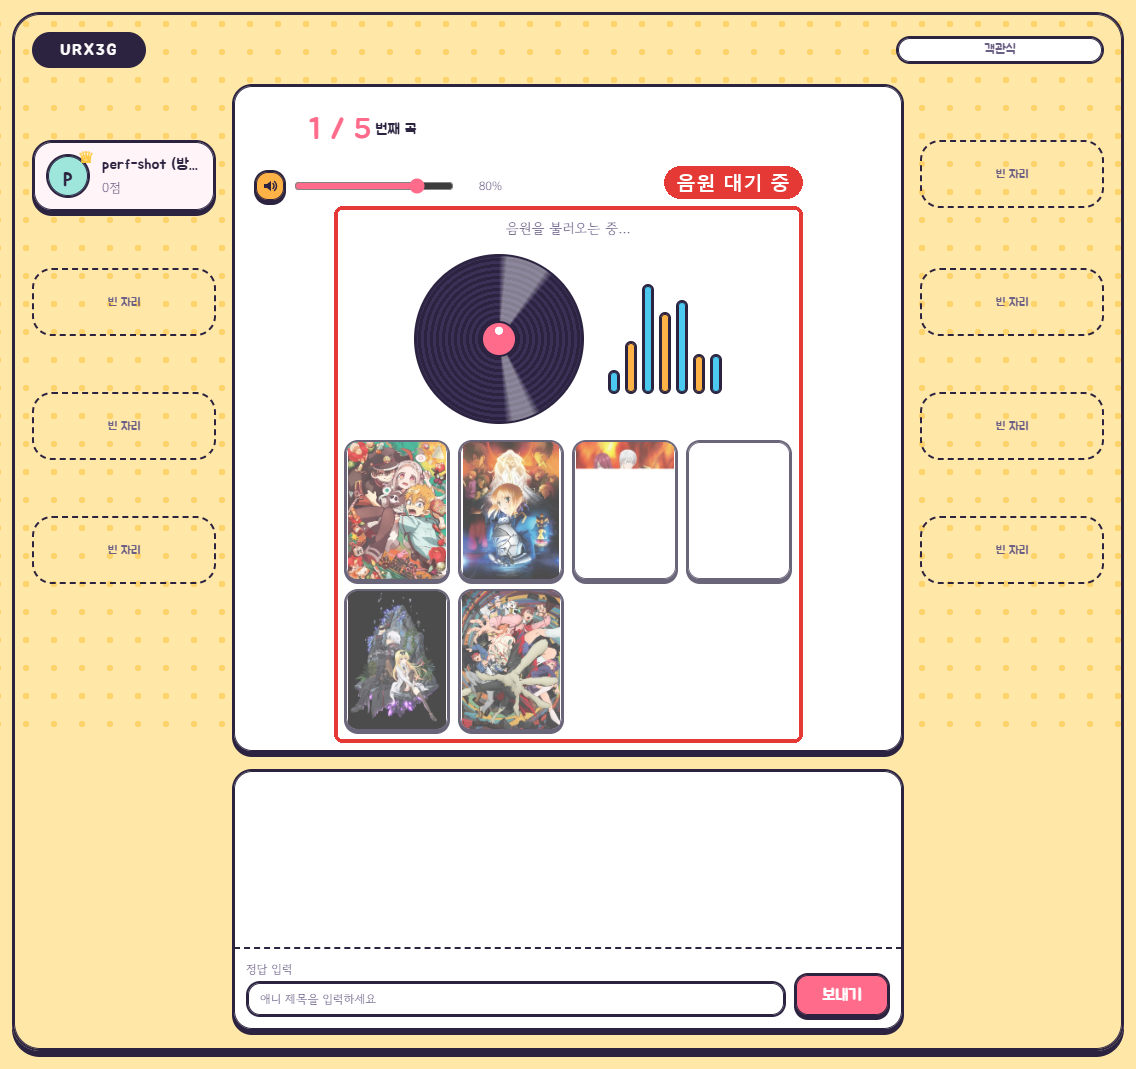 URX3G
객관식
1 / 5 번째 곡
P
perf-shot (방...
0점
80%
음원 대기 중
음원을 불러오는 중...
빈 자리
빈 자리
빈 자리
빈 자리
빈 자리
빈 자리
빈 자리
정답 입력
애니 제목을 입력하세요
보내기